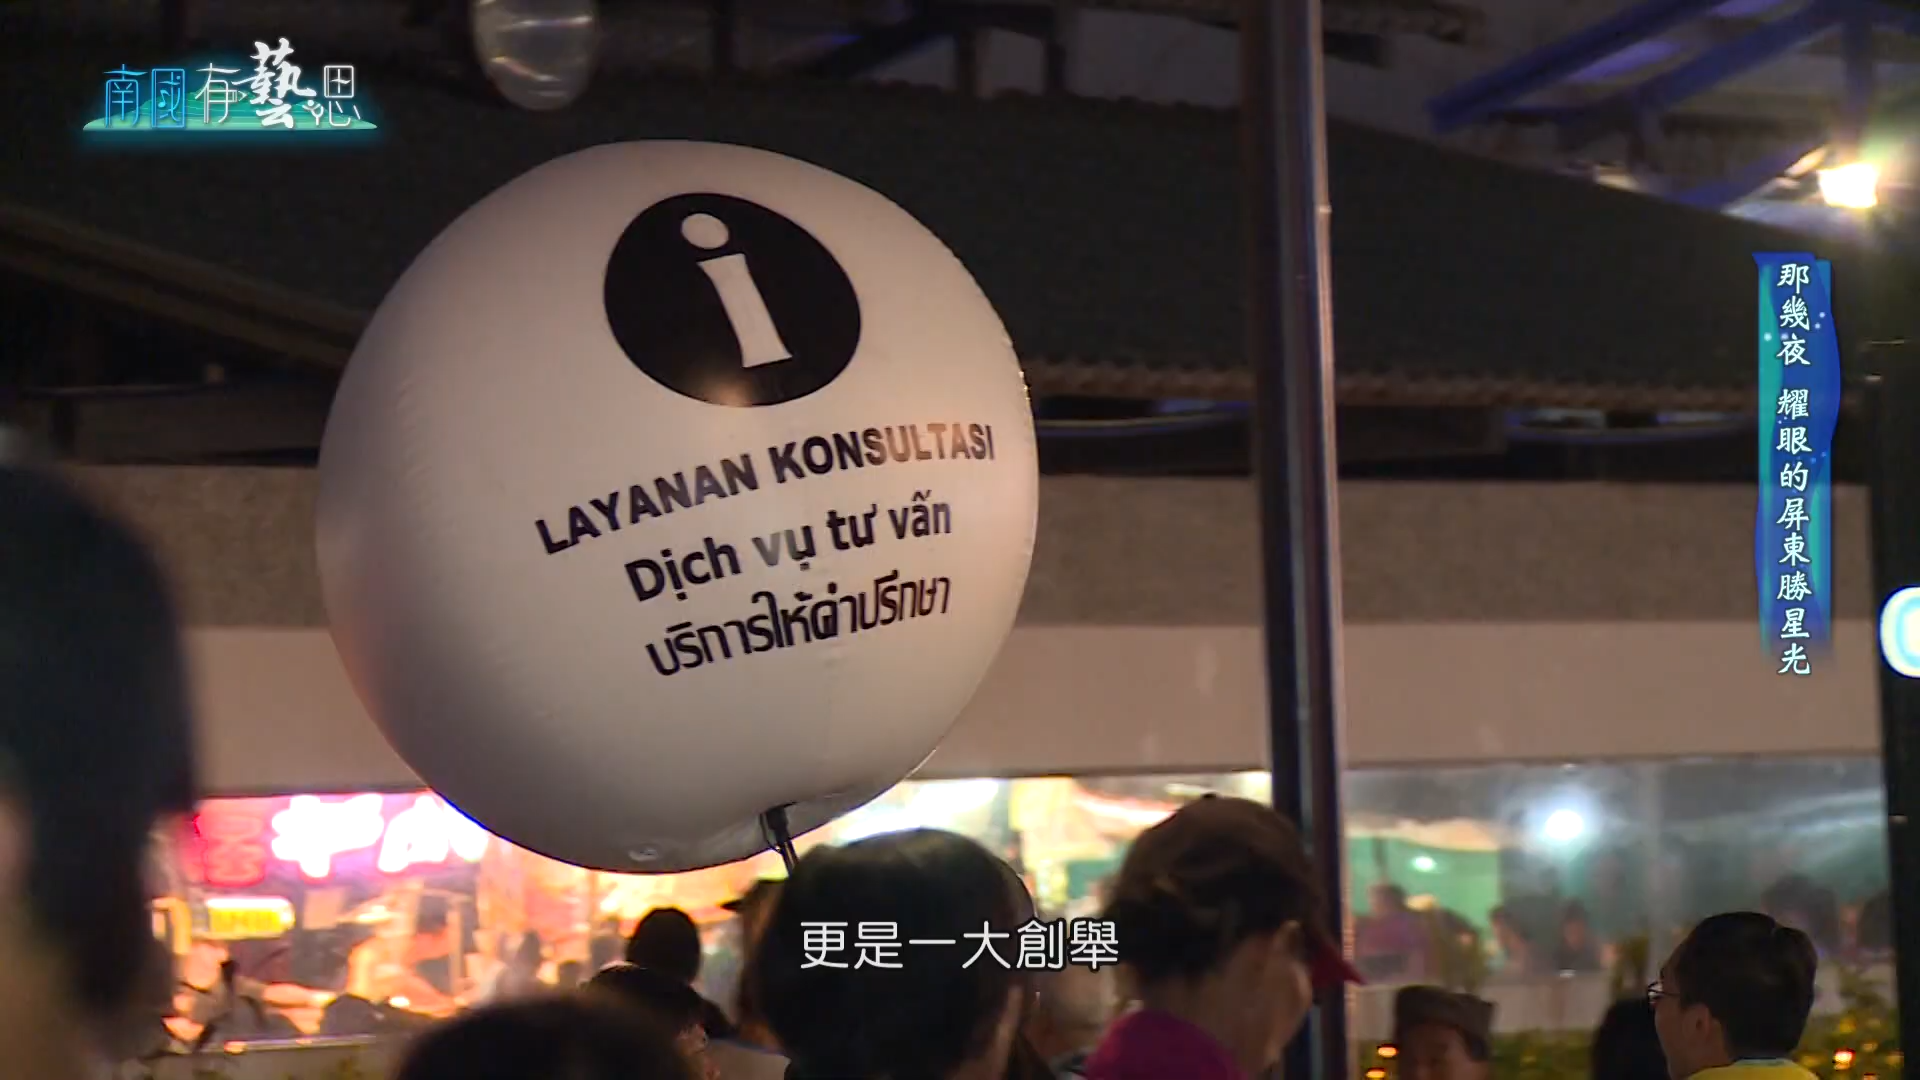 南國有藝思
i
LAYANAN KONSULTASI
Dịch vụ tư vấn
บริการให้คำปรึกษา
那幾夜 耀眼的屏東勝星光
更是一大創舉